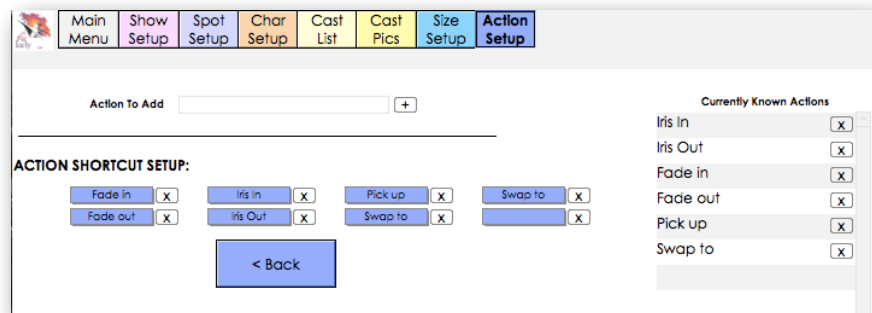 Main Menu
Show Setup
Spot Setup
Char Setup
Cast List
Cast Pics
Size Setup
Action Setup
lady
Action To Add
+
Currently Known Actions
Iris In X
Iris Out X
Fade in X
Fade out X
Pick up X
Swap to X
ACTION SHORTCUT SETUP:
Fade in X Iris In X Pick up X Swap to X
Fade out X Iris Out X Swap to X X
< Back